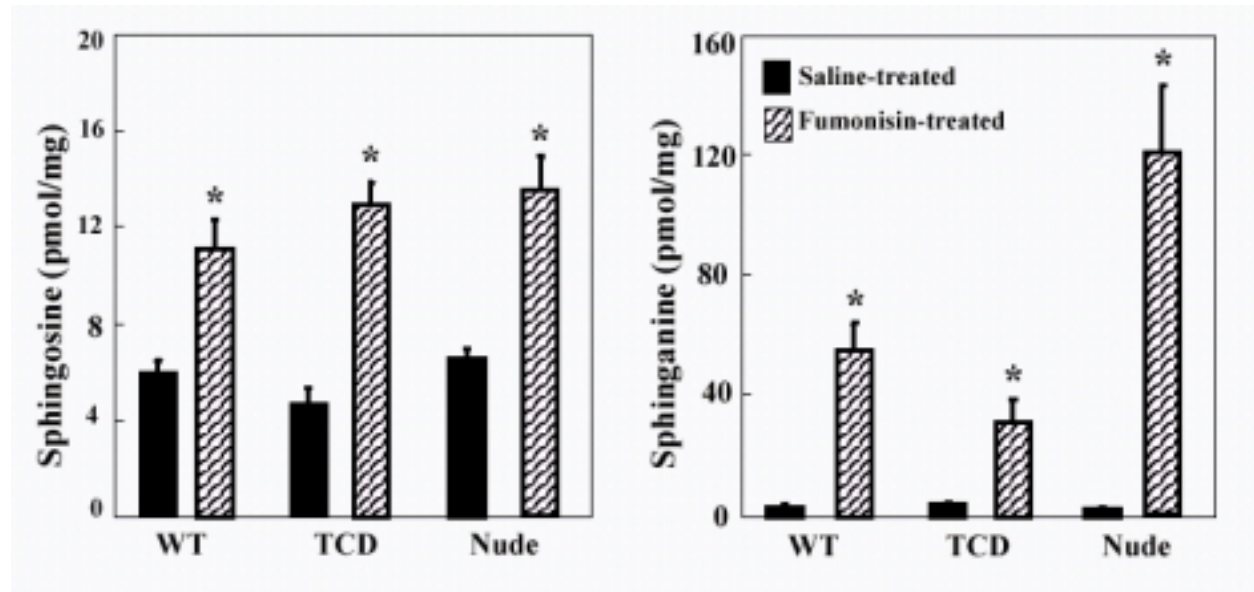 Sphingosine (pmol/mg)
20
16
12
8
4
0
*
*
*
WT
TCD
Nude
Sphinganine (pmol/mg)
160
120
80
40
0
Saline-treated
Fumonisin-treated
*
*
*
WT
TCD
Nude